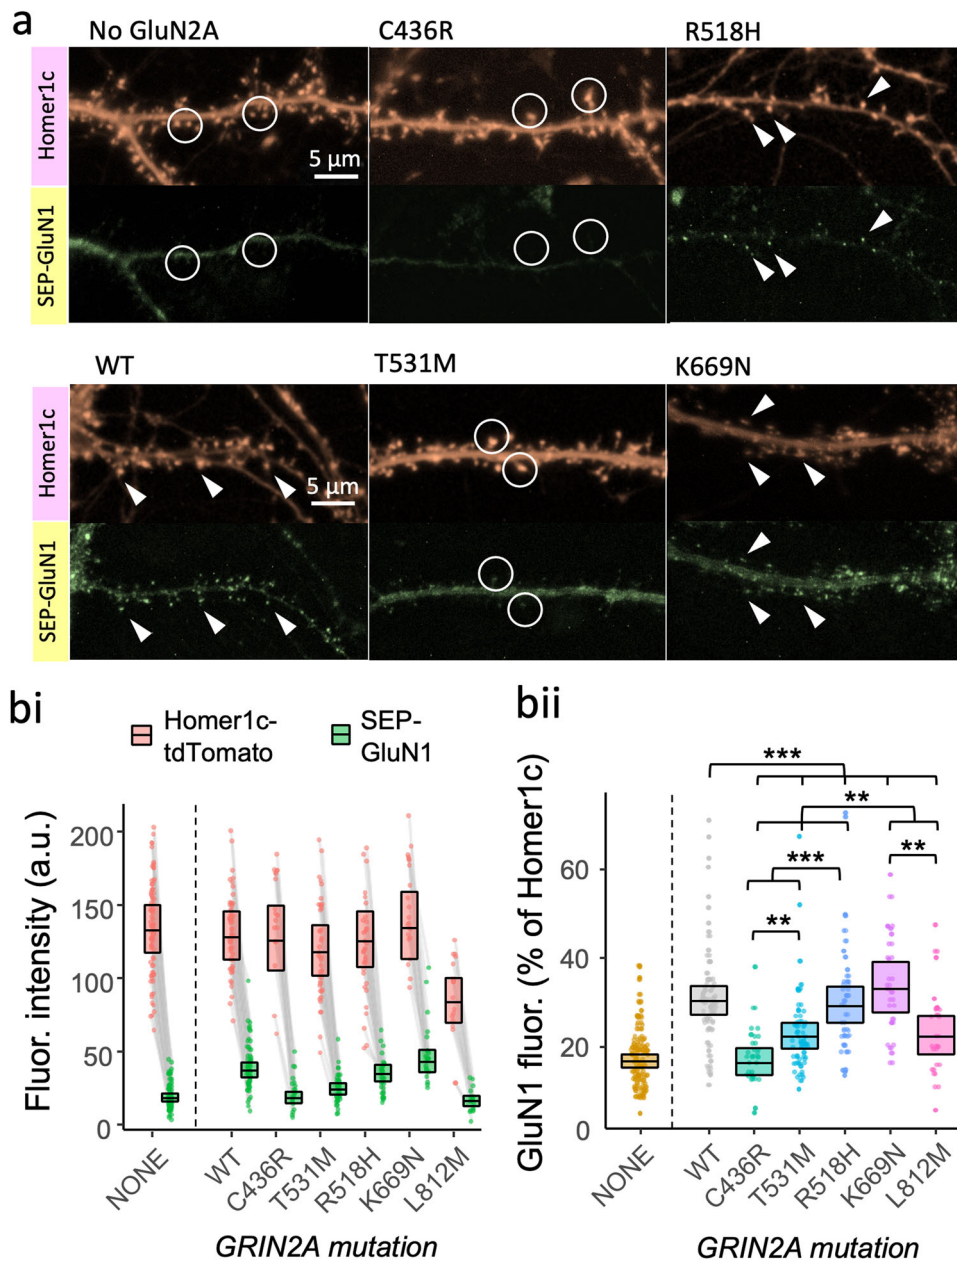 a
No GluN2A
C436R
R518H
Homer1c
5 µm
SEP-GluN1
WT
T531M
K669N
Homer1c
5 µm
SEP-GluN1
bi
Homer1c-
tdTomato
SEP-
GluN1
Fluor. intensity (a.u.)
200
150
100
50
0
NONE
WT
C436R
T531M
R518H
K669N
L812M
GRIN2A mutation
bii
GluN1 fluor. (% of Homer1c)
***
**
***
**
**
60
40
20
0
NONE
WT
C436R
T531M
R518H
K669N
L812M
GRIN2A mutation